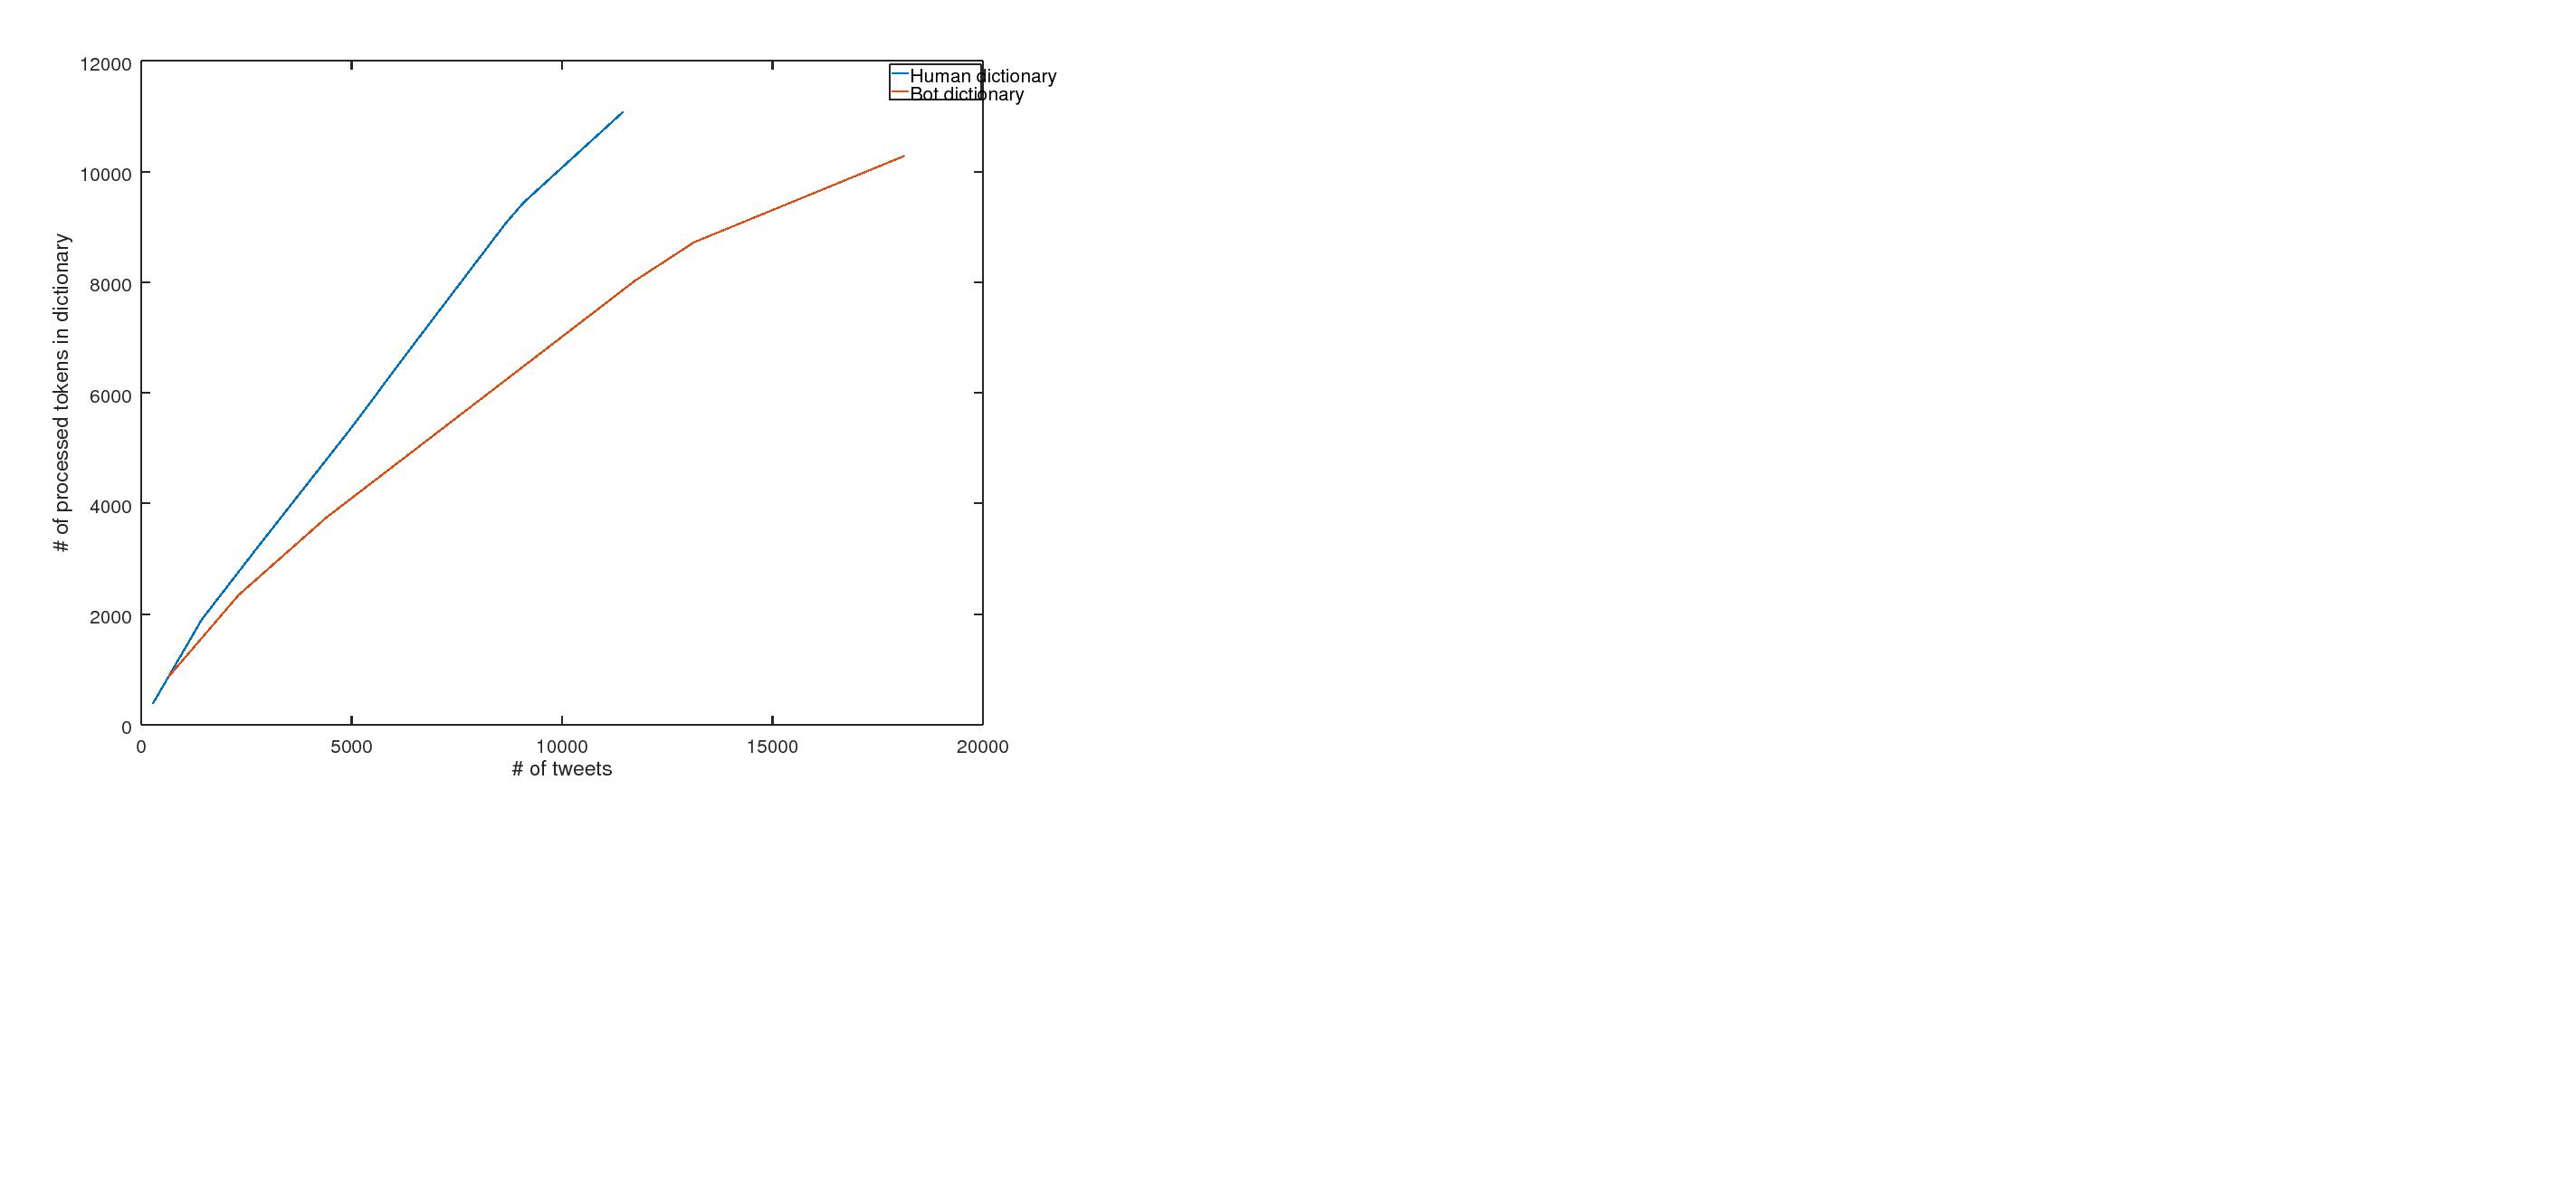 12000
Human dictionary
Bot dictionary
10000
8000
6000
4000
2000
0
# of processed tokens in dictionary
0 5000 10000 15000 20000
# of tweets